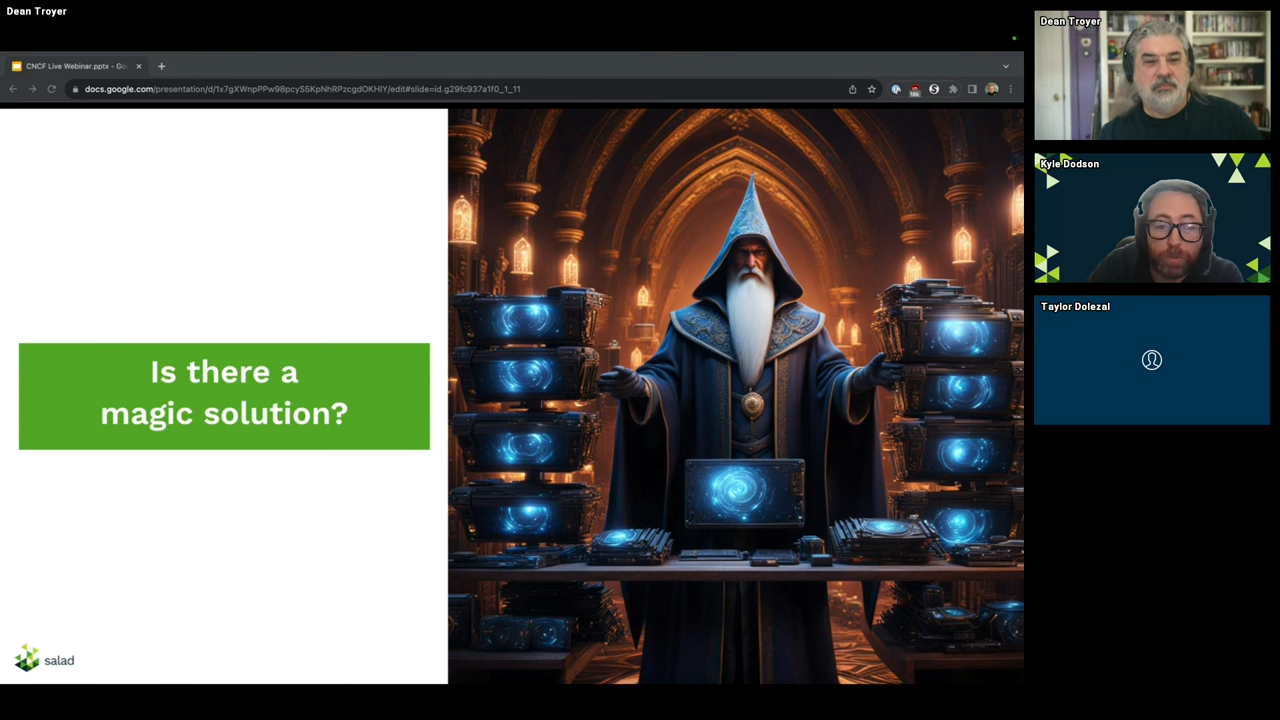 Dean Troyer
CNCF Live Webinar.pptx - Go
docs.google.com/presentation/d/1x7gXWnpPPw98pcyS5KpNhRPzcgdOKHlY/edit#slide=id.g29fc937a1f0_1_11
Is there a
magic solution?
salad
Dean Troyer
Kyle Dodson
Taylor Dolezal